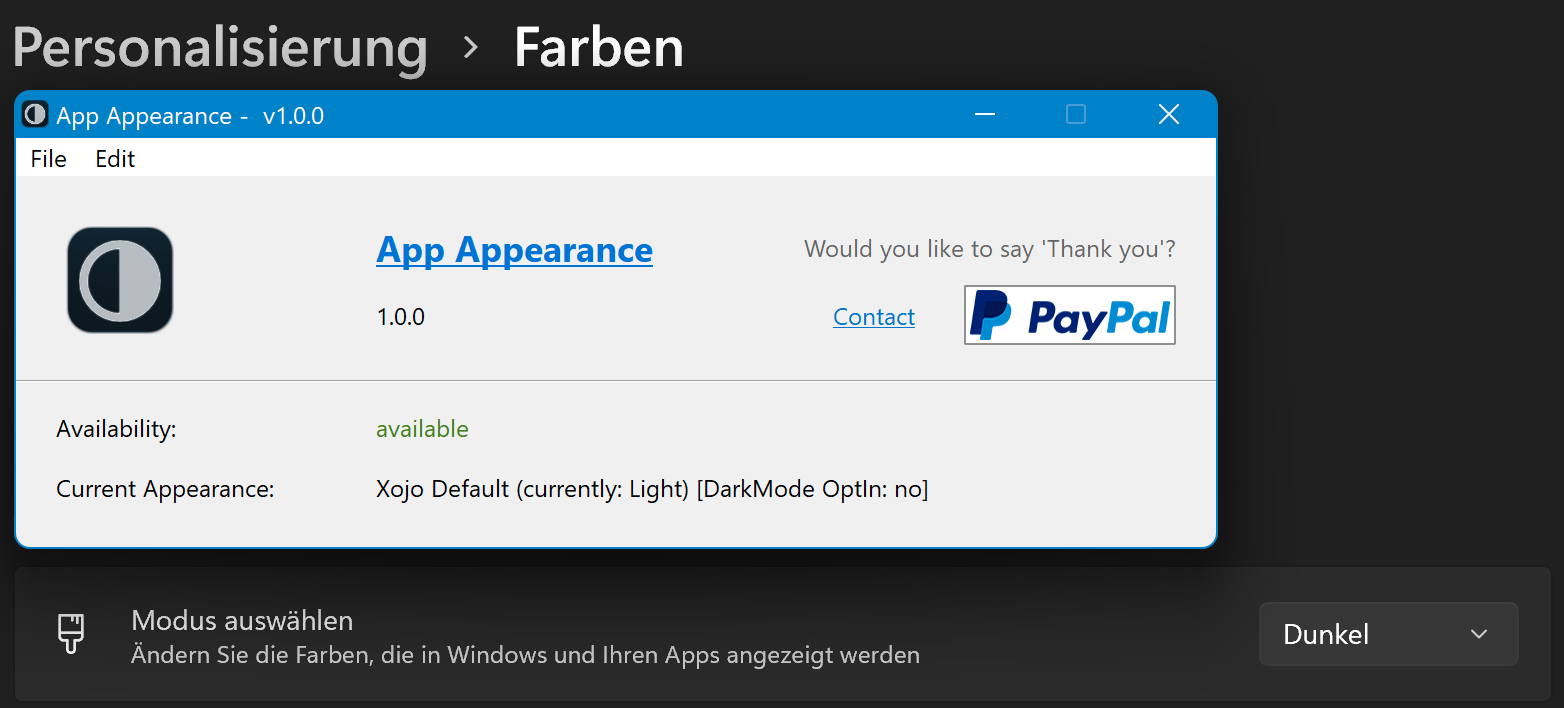 Personalisierung > Farben
App Appearance - v1.0.0
File Edit
App Appearance
Would you like to say 'Thank you'?
1.0.0
Contact
PayPal
Availability: available
Current Appearance: Xojo Default (currently: Light) [DarkMode OptIn: no]
Modus auswählen
Ändern Sie die Farben, die in Windows und Ihren Apps angezeigt werden
Dunkel